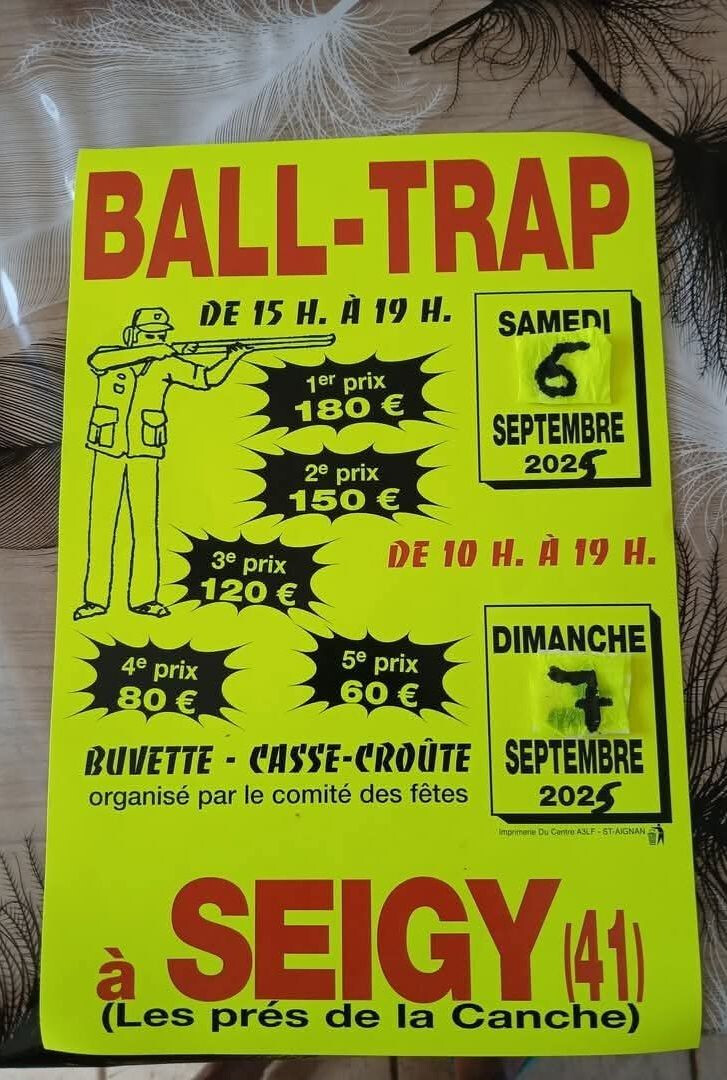 BALL-TRAP
DE 15 H. À 19 H.
SAMEDI
6
SEPTEMBRE
2025
1er prix
180 €
2e prix
150 €
3e prix
120 €
DE 10 H. À 19 H.
DIMANCHE
7
SEPTEMBRE
2025
4e prix
80 €
5e prix
60 €
BUVETTE - CASSE-CROÛTE
organisé par le comité des fêtes
Imprimerie Du Centre A3LF - ST-AIGNAN
à SEIGY (41)
(Les prés de la Canche)